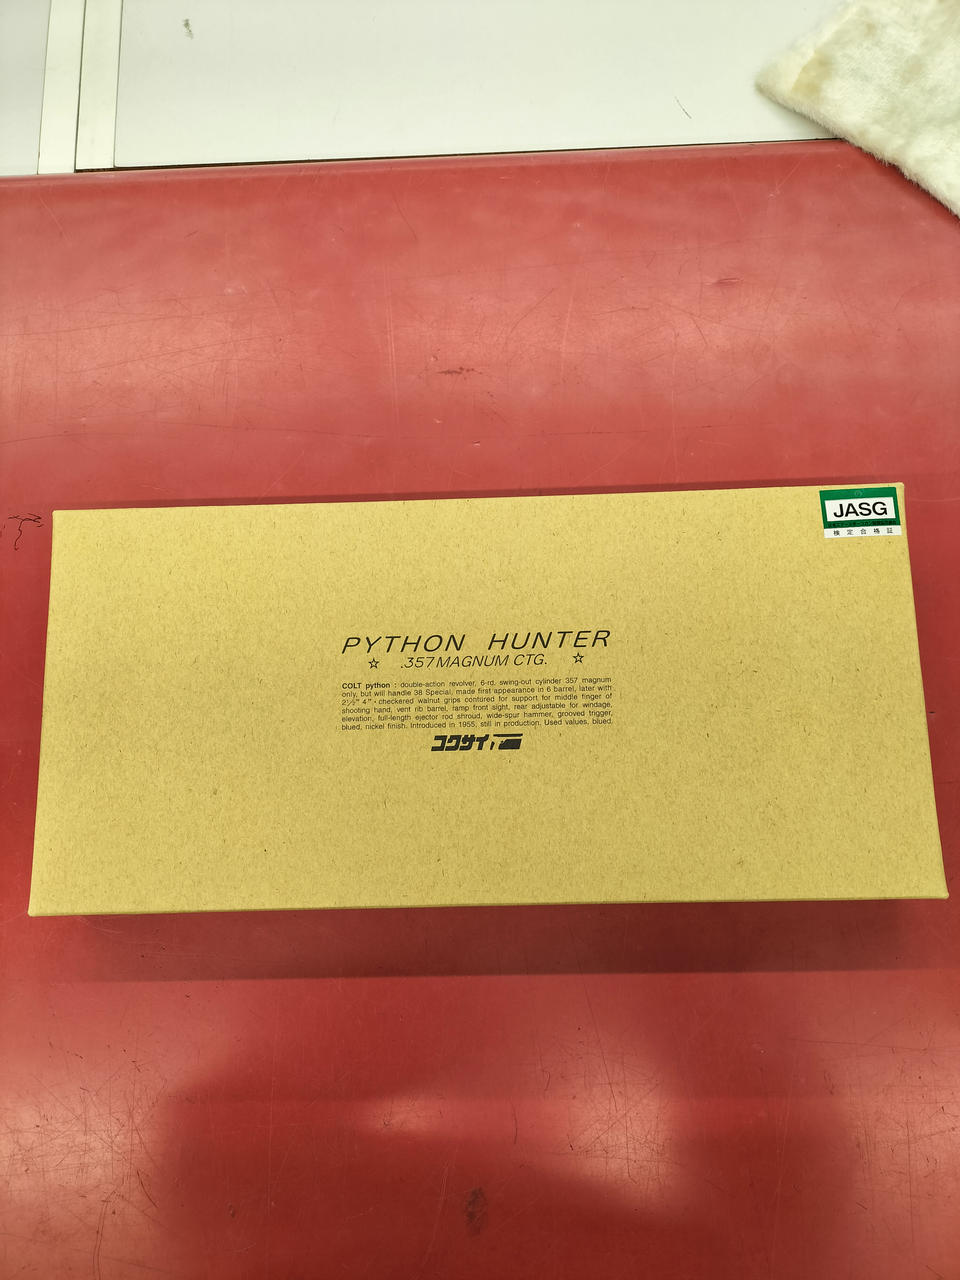 JASG
検定合格証
PYTHON HUNTER
☆ .357 MAGNUM CTG. ☆
COLT python : double-action revolver, 6-rd. swing-out cylinder 357 magnum
only, but will handle 38 Special, made first appearance in 6 barrel, later with
2½" 4" · checkered walnut grips contured for support for middle finger of
shooting hand, vent rib barrel, ramp front sight, rear adjustable for windage,
elevation, full-length ejector rod shroud, wide-spur hammer, grooved trigger,
blued, nickel finish. Introduced in 1955, still in production. Used values, blued.
コクサイ